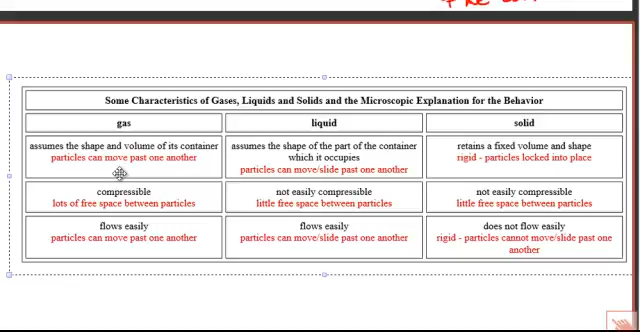 Some Characteristics of Gases, Liquids and Solids and the Microscopic Explanation for the Behavior
gas
liquid
solid
assumes the shape and volume of its container
particles can move past one another
assumes the shape of the part of the container
which it occupies
particles can move/slide past one another
retains a fixed volume and shape
rigid - particles locked into place
compressible
lots of free space between particles
not easily compressible
little free space between particles
not easily compressible
little free space between particles
flows easily
particles can move past one another
flows easily
particles can move/slide past one another
does not flow easily
rigid - particles cannot move/slide past one
another